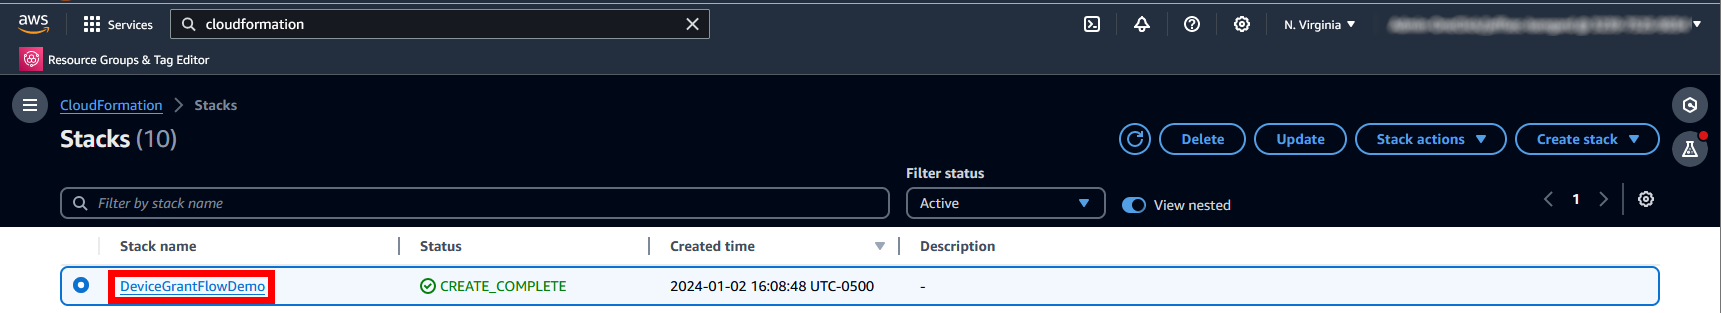 aws Services cloudformation N. Virginia
Resource Groups & Tag Editor
CloudFormation > Stacks
Stacks (10) Delete Update Stack actions Create stack
Filter status
Filter by stack name Active View nested 1
Stack name Status Created time Description
DeviceGrantFlowDemo CREATE_COMPLETE 2024-01-02 16:08:48 UTC-0500 -